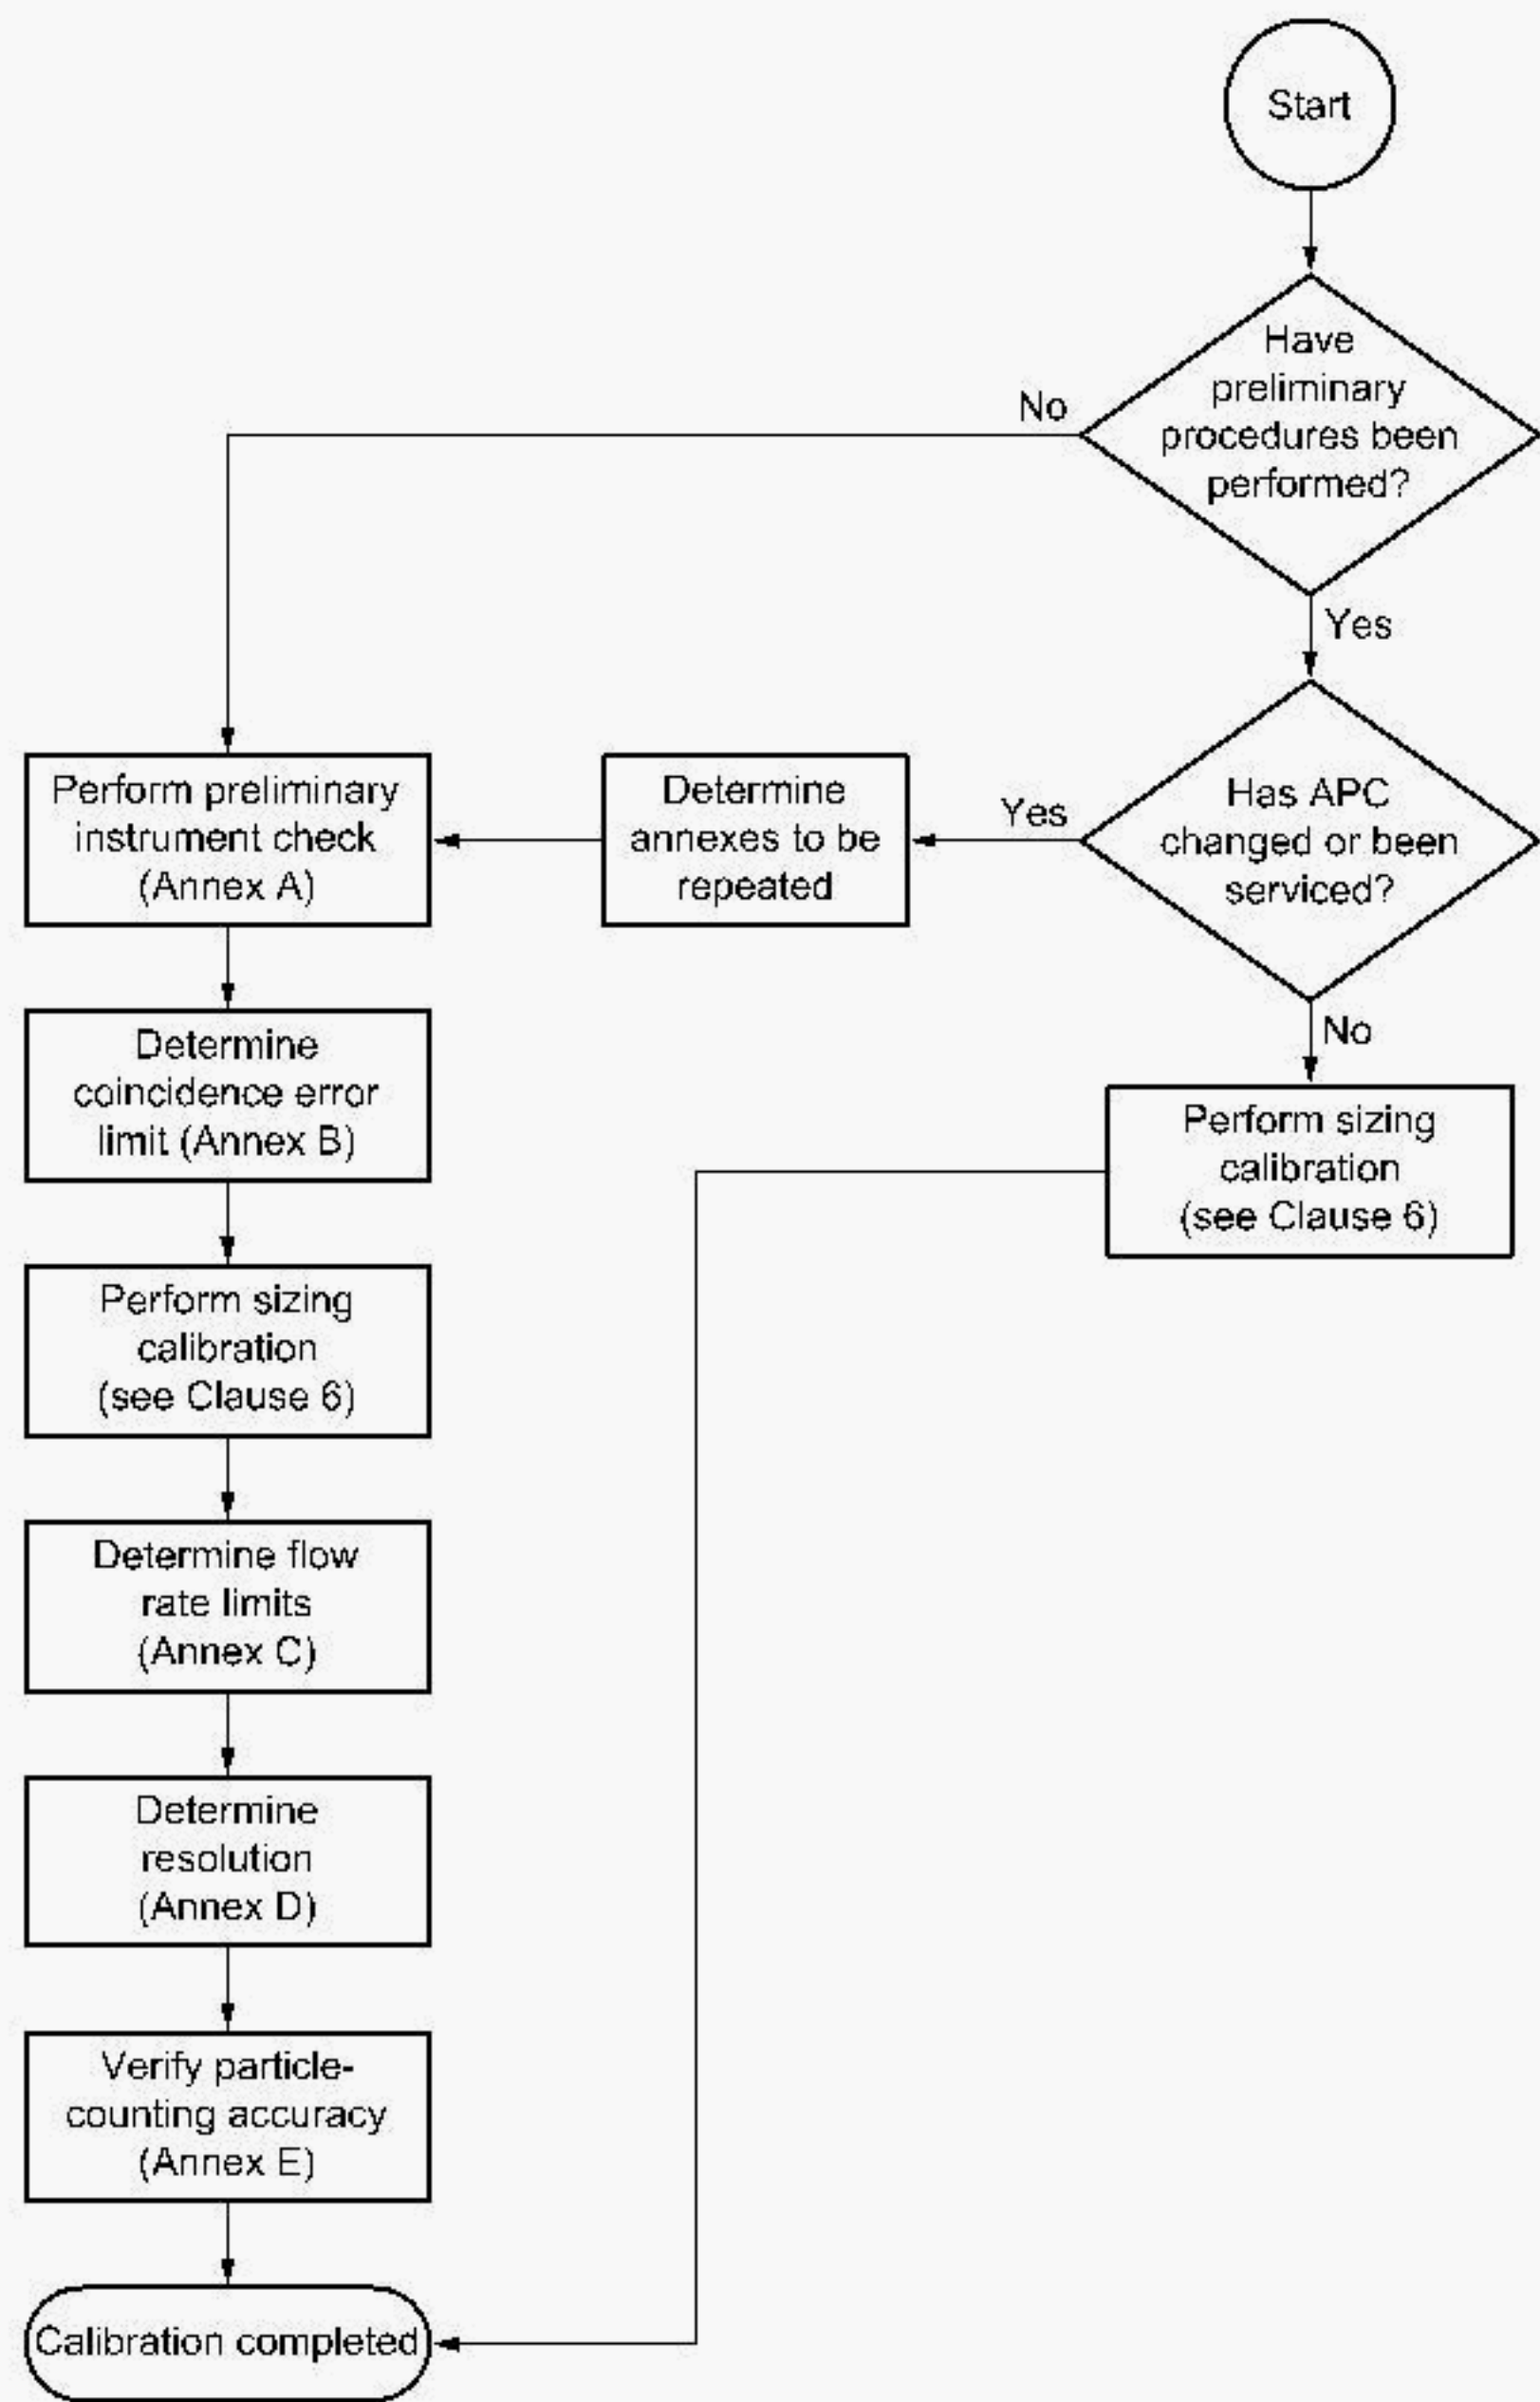 Start
Have
preliminary
procedures been
performed?
No
Yes
Has APC
changed or been
serviced?
Yes
Determine
annexes to be
repeated
Perform preliminary
instrument check
(Annex A)
No
Perform sizing
calibration
(see Clause 6)
Determine
coincidence error
limit (Annex B)
Perform sizing
calibration
(see Clause 6)
Determine flow
rate limits
(Annex C)
Determine
resolution
(Annex D)
Verify particle-
counting accuracy
(Annex E)
Calibration completed